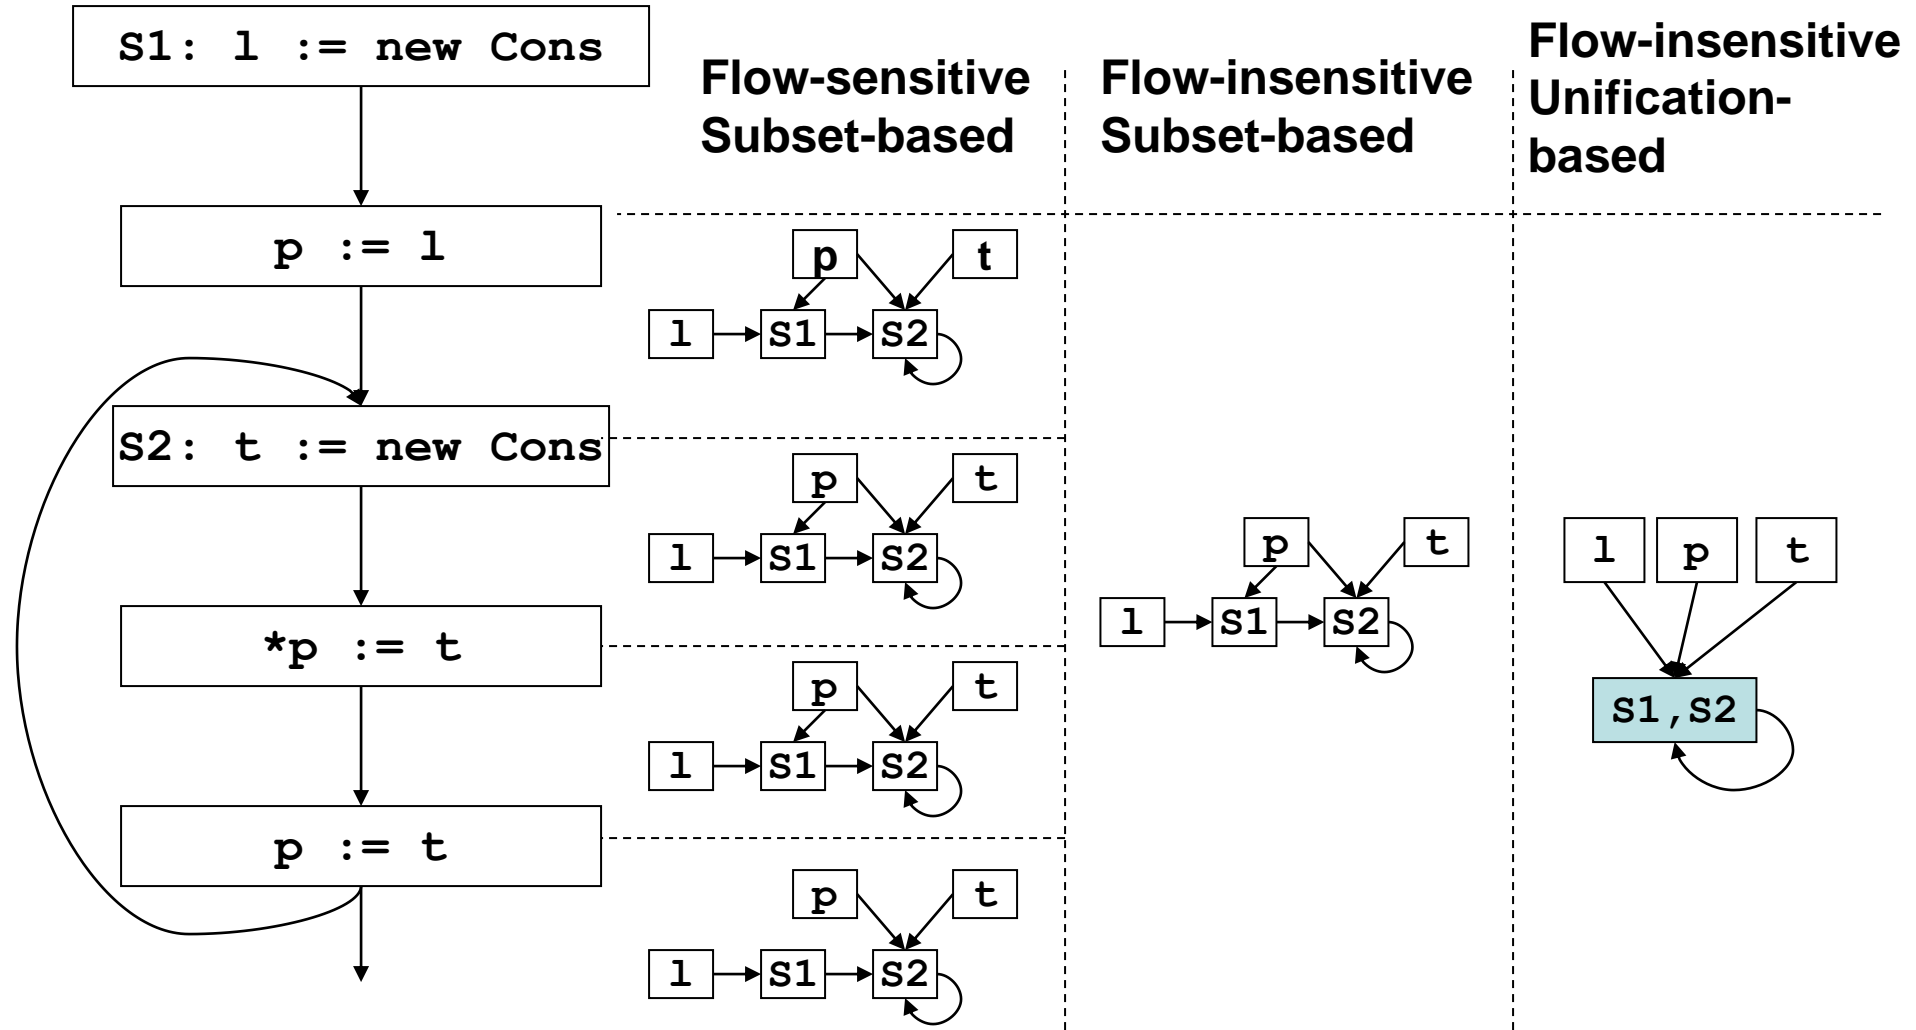 S1: l := new Cons
p := l
S2: t := new Cons
*p := t
p := t
Flow-sensitive
Subset-based
p t
l S1 S2
p t
l S1 S2
p t
l S1 S2
p t
l S1 S2
Flow-insensitive
Subset-based
p t
l S1 S2
Flow-insensitive
Unification-
based
l p t
S1,S2